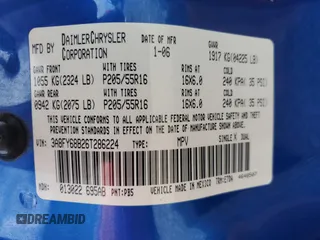 MFD BY DAIMLERCHRYSLER CORPORATION
DATE OF MFR 1-06
GVWR 1917 KG (04225 LB)
GAWR FRONT WITH TIRES RIMS AT COLD
1055 KG (2324 LB) P205/55R16 16X6.0 240 KPA( 35 PSI)
GAWR REAR WITH TIRES RIMS AT COLD
0942 KG (2075 LB) P205/55R16 16X6.0 240 KPA( 35 PSI)
THIS VEHICLE CONFORMS TO ALL APPLICABLE FEDERAL MOTOR VEHICLE SAFETY, BUMPER, AND THEFT PREVENTION STANDARDS IN EFFECT ON THE DATE OF MANUFACTURE SHOWN ABOVE.
VIN: TYPE: MPV SINGLE X DUAL
MDH: 013022 695AB PNT:PB5 MADE IN MEXICO
DREAMBID